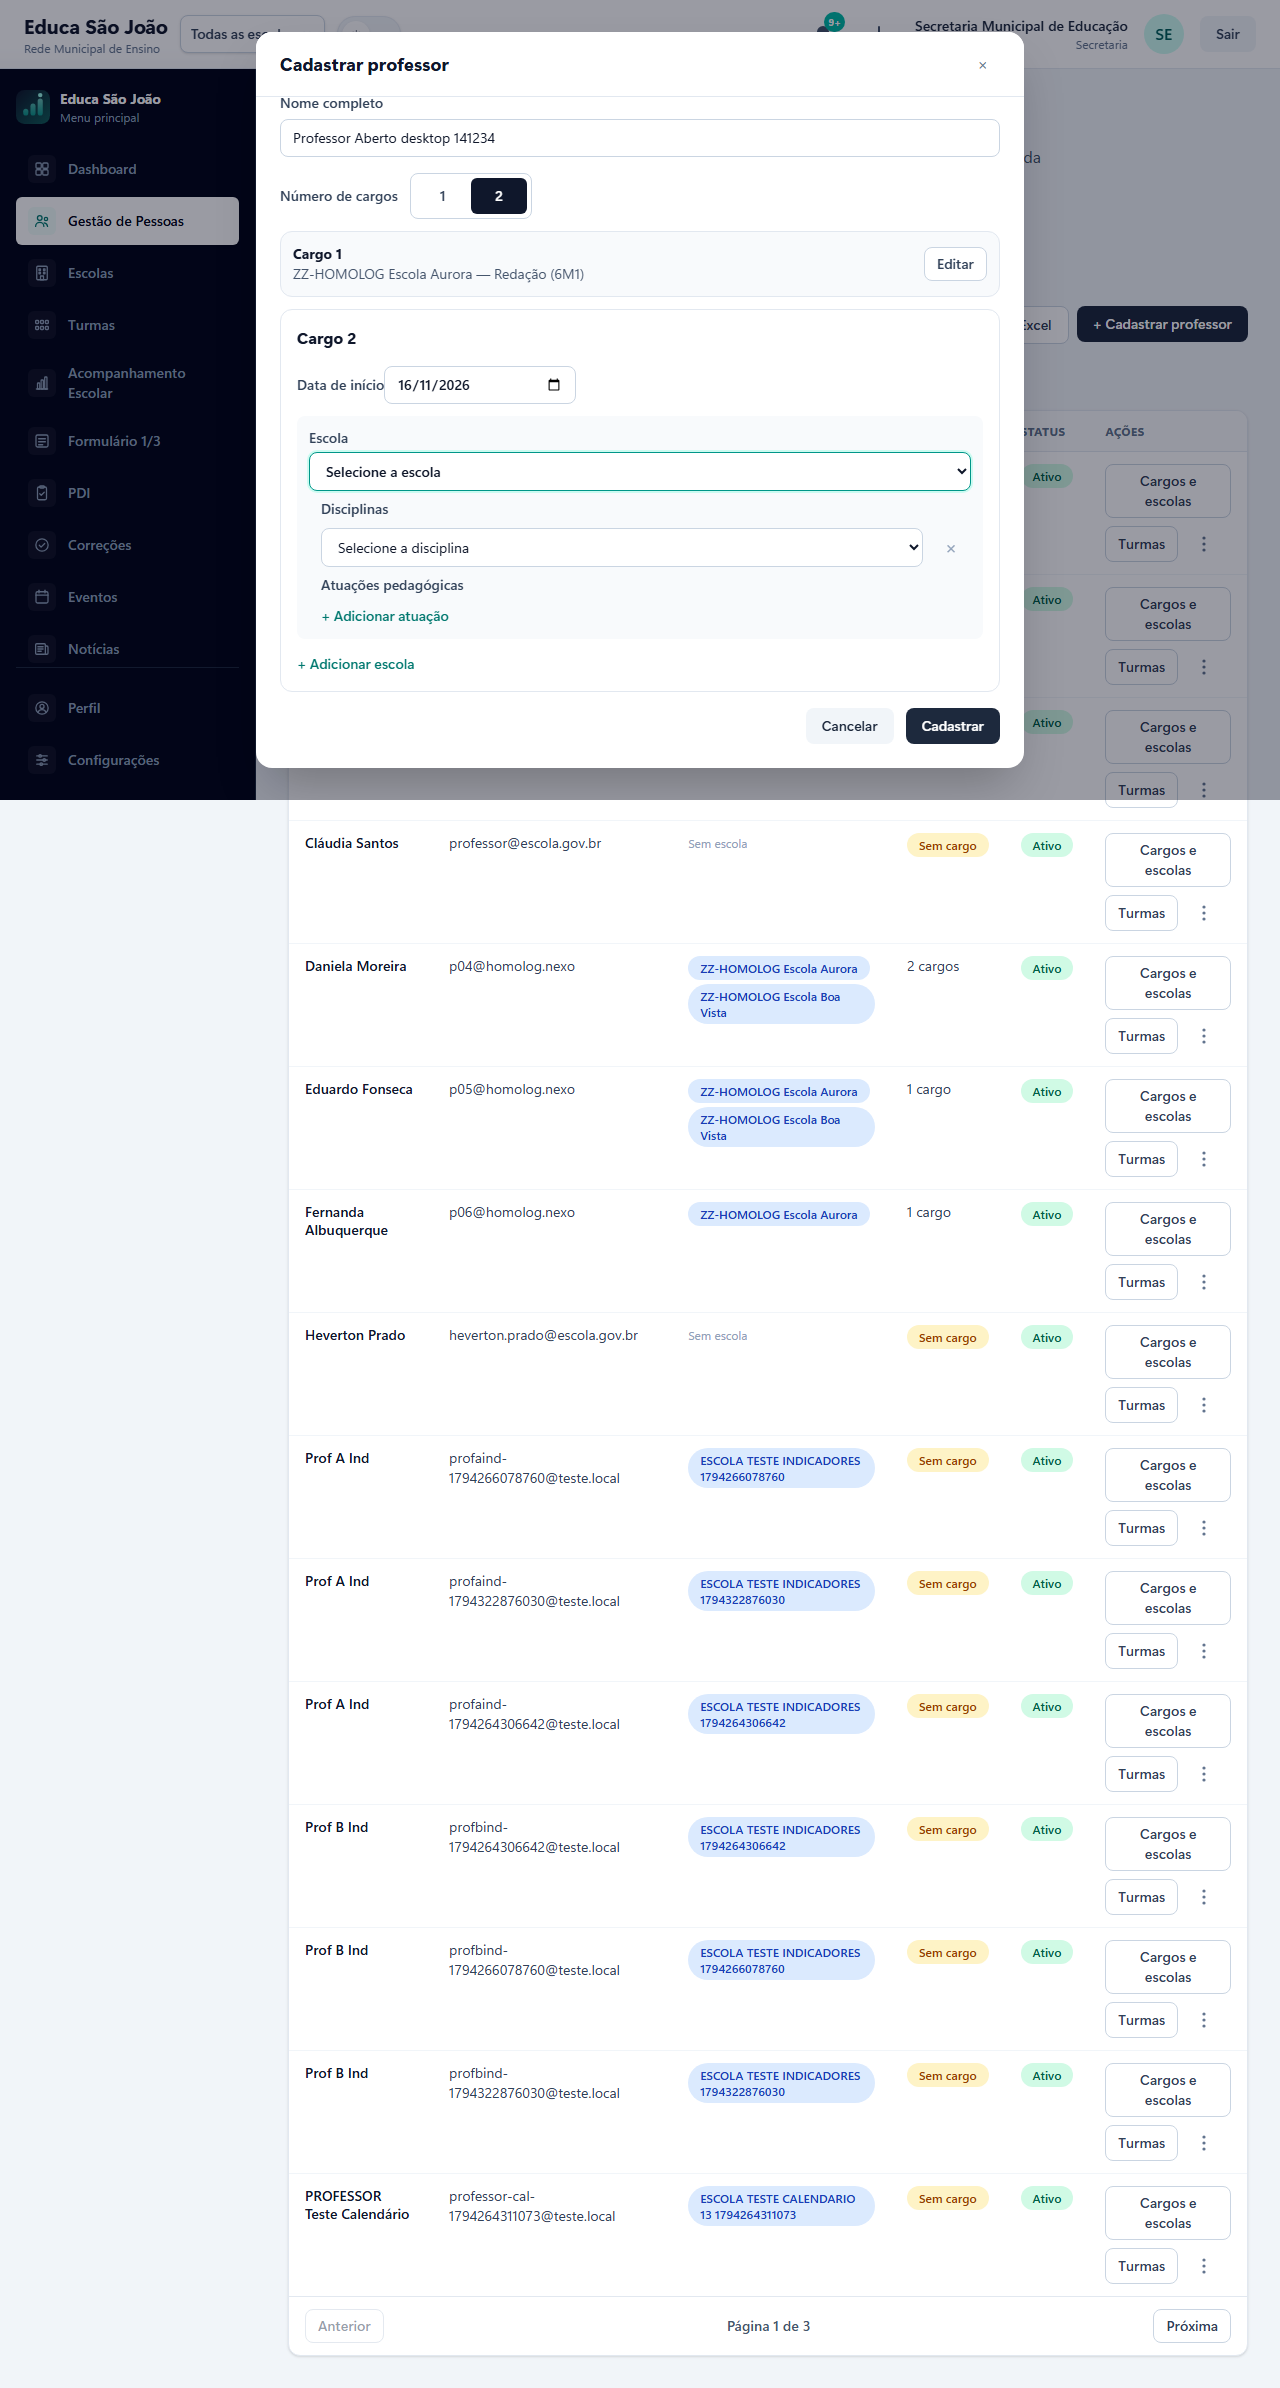 Educa São João
Rede Municipal de Ensino
Todas as esc
9+
Secretaria Municipal de Educação
Secretaria
SE
Sair
Educa São João
Menu principal
Dashboard
Gestão de Pessoas
Escolas
Turmas
Acompanhamento
Escolar
Formulário 1/3
PDI
Correções
Eventos
Notícias
Perfil
Configurações
Cadastrar professor
×
Nome completo
Professor Aberto desktop 141234
Número de cargos
1
2
Cargo 1
ZZ-HOMOLOG Escola Aurora — Redação (6M1)
Editar
Cargo 2
Data de início
16/11/2026
Escola
Selecione a escola
Disciplinas
Selecione a disciplina
×
Atuações pedagógicas
+ Adicionar atuação
+ Adicionar escola
Cancelar
Cadastrar
da
Excel
+ Cadastrar professor
STATUS
AÇÕES
Ativo
Cargos e
escolas
Turmas
Ativo
Cargos e
escolas
Turmas
Ativo
Cargos e
escolas
Turmas
Cláudia Santos
professor@escola.gov.br
Sem escola
Sem cargo
Ativo
Cargos e
escolas
Turmas
Daniela Moreira
p04@homolog.nexo
ZZ-HOMOLOG Escola Aurora
ZZ-HOMOLOG Escola Boa
Vista
2 cargos
Ativo
Cargos e
escolas
Turmas
Eduardo Fonseca
p05@homolog.nexo
ZZ-HOMOLOG Escola Aurora
ZZ-HOMOLOG Escola Boa
Vista
1 cargo
Ativo
Cargos e
escolas
Turmas
Fernanda
Albuquerque
p06@homolog.nexo
ZZ-HOMOLOG Escola Aurora
1 cargo
Ativo
Cargos e
escolas
Turmas
Heverton Prado
heverton.prado@escola.gov.br
Sem escola
Sem cargo
Ativo
Cargos e
escolas
Turmas
Prof A Ind
profaind-
1794266078760@teste.local
ESCOLA TESTE INDICADORES
1794266078760
Sem cargo
Ativo
Cargos e
escolas
Turmas
Prof A Ind
profaind-
1794322876030@teste.local
ESCOLA TESTE INDICADORES
1794322876030
Sem cargo
Ativo
Cargos e
escolas
Turmas
Prof A Ind
profaind-
1794264306642@teste.local
ESCOLA TESTE INDICADORES
1794264306642
Sem cargo
Ativo
Cargos e
escolas
Turmas
Prof B Ind
profbind-
1794264306642@teste.local
ESCOLA TESTE INDICADORES
1794264306642
Sem cargo
Ativo
Cargos e
escolas
Turmas
Prof B Ind
profbind-
1794266078760@teste.local
ESCOLA TESTE INDICADORES
1794266078760
Sem cargo
Ativo
Cargos e
escolas
Turmas
Prof B Ind
profbind-
1794322876030@teste.local
ESCOLA TESTE INDICADORES
1794322876030
Sem cargo
Ativo
Cargos e
escolas
Turmas
PROFESSOR
Teste Calendário
professor-cal-
1794264311073@teste.local
ESCOLA TESTE CALENDARIO
13 1794264311073
Sem cargo
Ativo
Cargos e
escolas
Turmas
Anterior
Página 1 de 3
Próxima